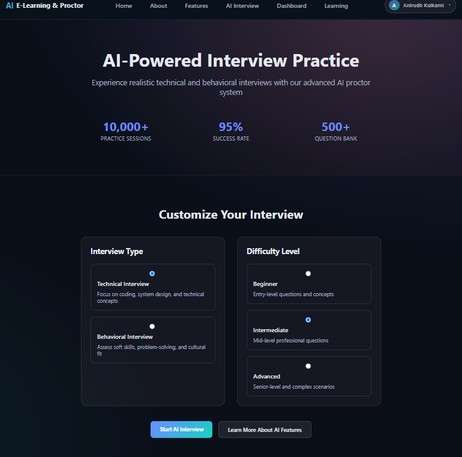 AI E-Learning & Proctor
Home About Features AI Interview Dashboard Learning
A Anirudh Kulkarni
AI-Powered Interview Practice
Experience realistic technical and behavioral interviews with our advanced AI proctor
system
10,000+ 95% 500+
PRACTICE SESSIONS SUCCESS RATE QUESTION BANK
Customize Your Interview
Interview Type
Technical Interview
Focus on coding, system design, and technical
concepts
Behavioral Interview
Assess soft skills, problem-solving, and cultural
fit
Difficulty Level
Beginner
Entry-level questions and concepts
Intermediate
Mid-level professional questions
Advanced
Senior-level and complex scenarios
Start AI Interview Learn More About AI Features